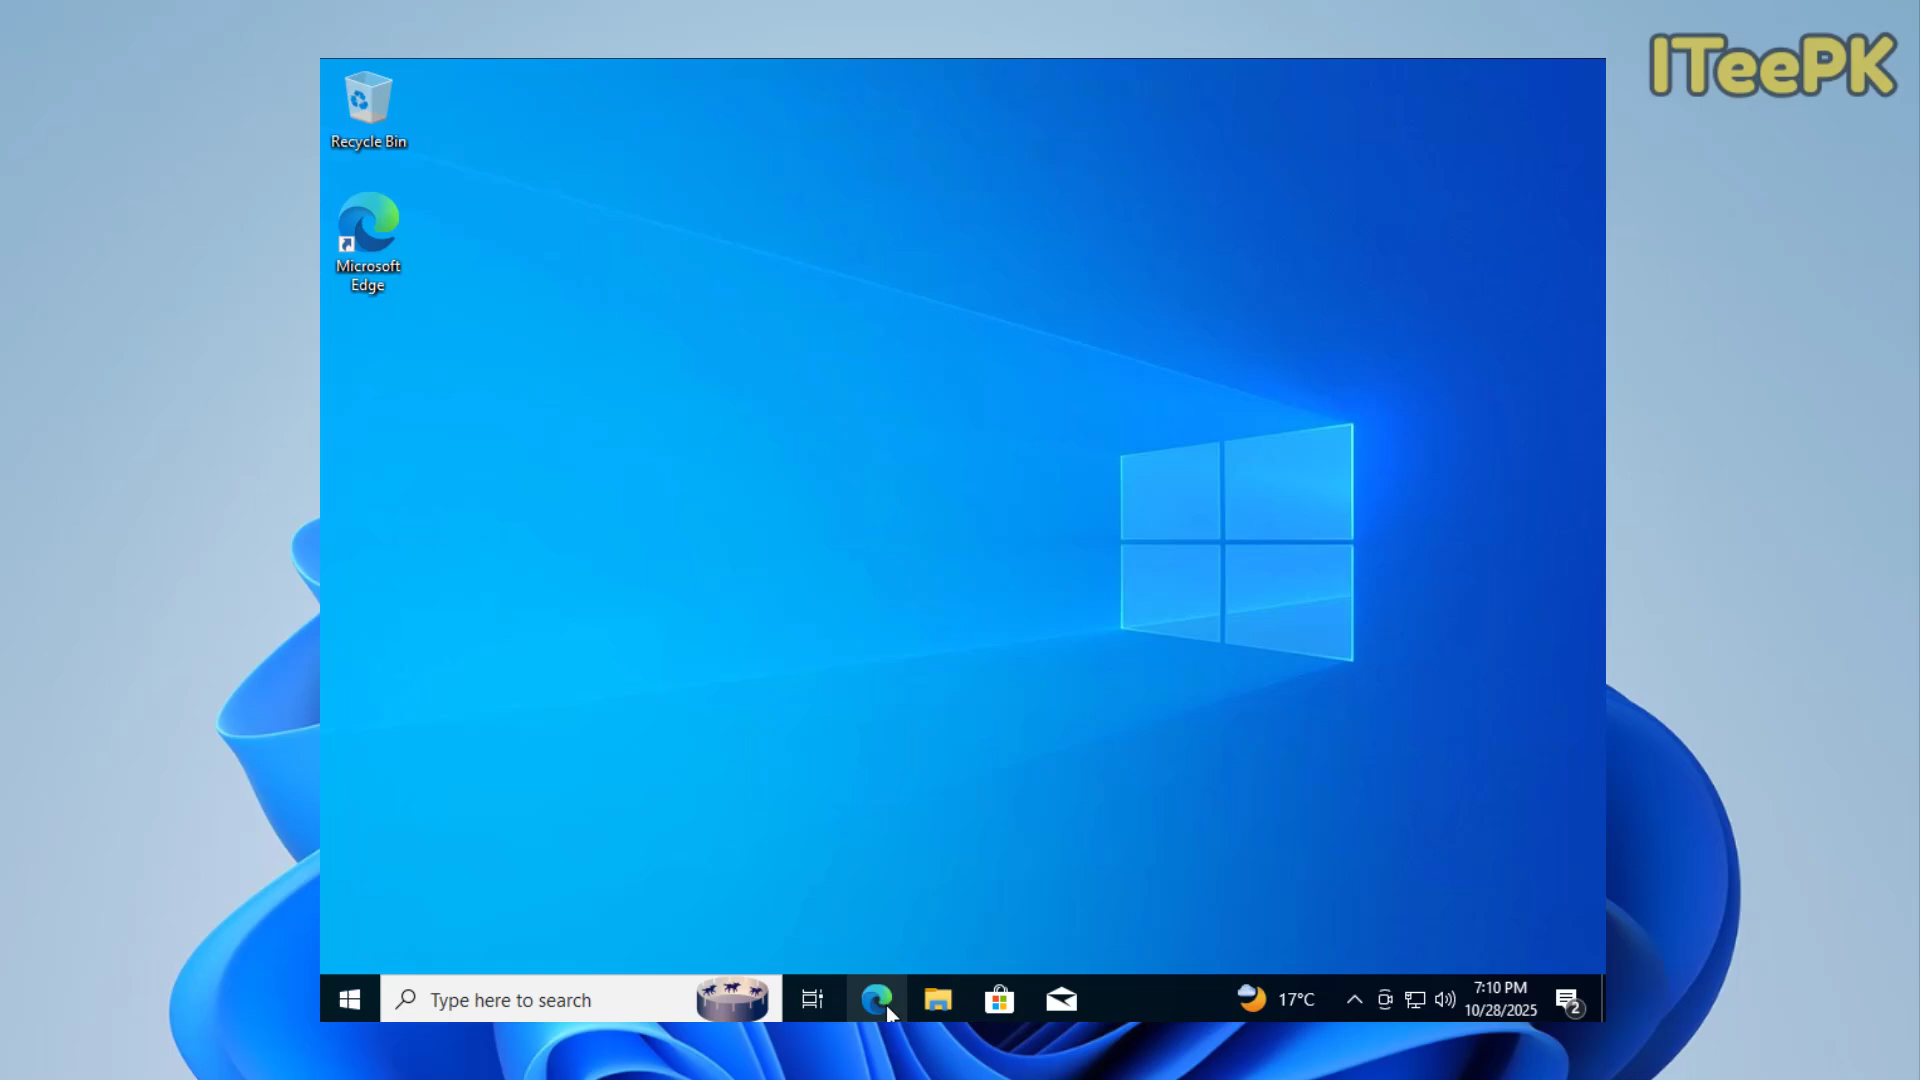 ITeePK
Recycle Bin
Microsoft
Edge
Type here to search
17°C
7:10 PM
10/28/2025
2